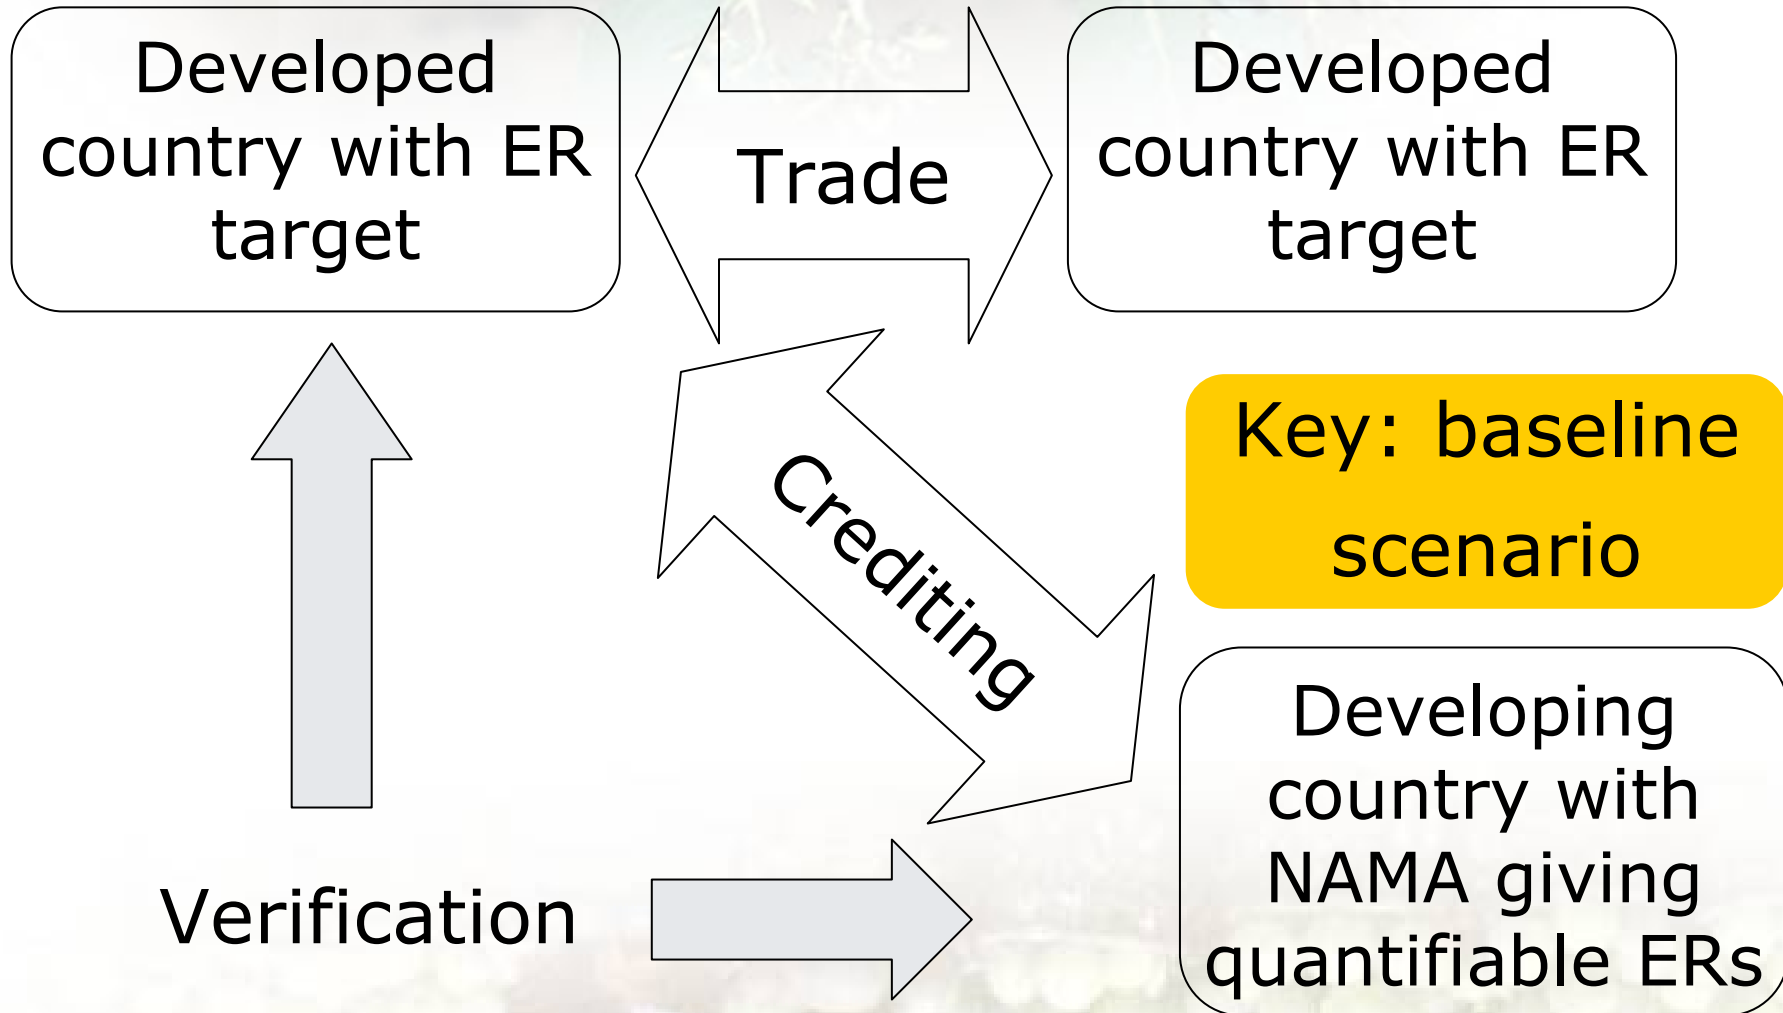 Developed
country with ER
target
Trade
Developed
country with ER
target
Crediting
Key: baseline
scenario
Developing
country with
NAMA giving
quantifiable ERs
Verification